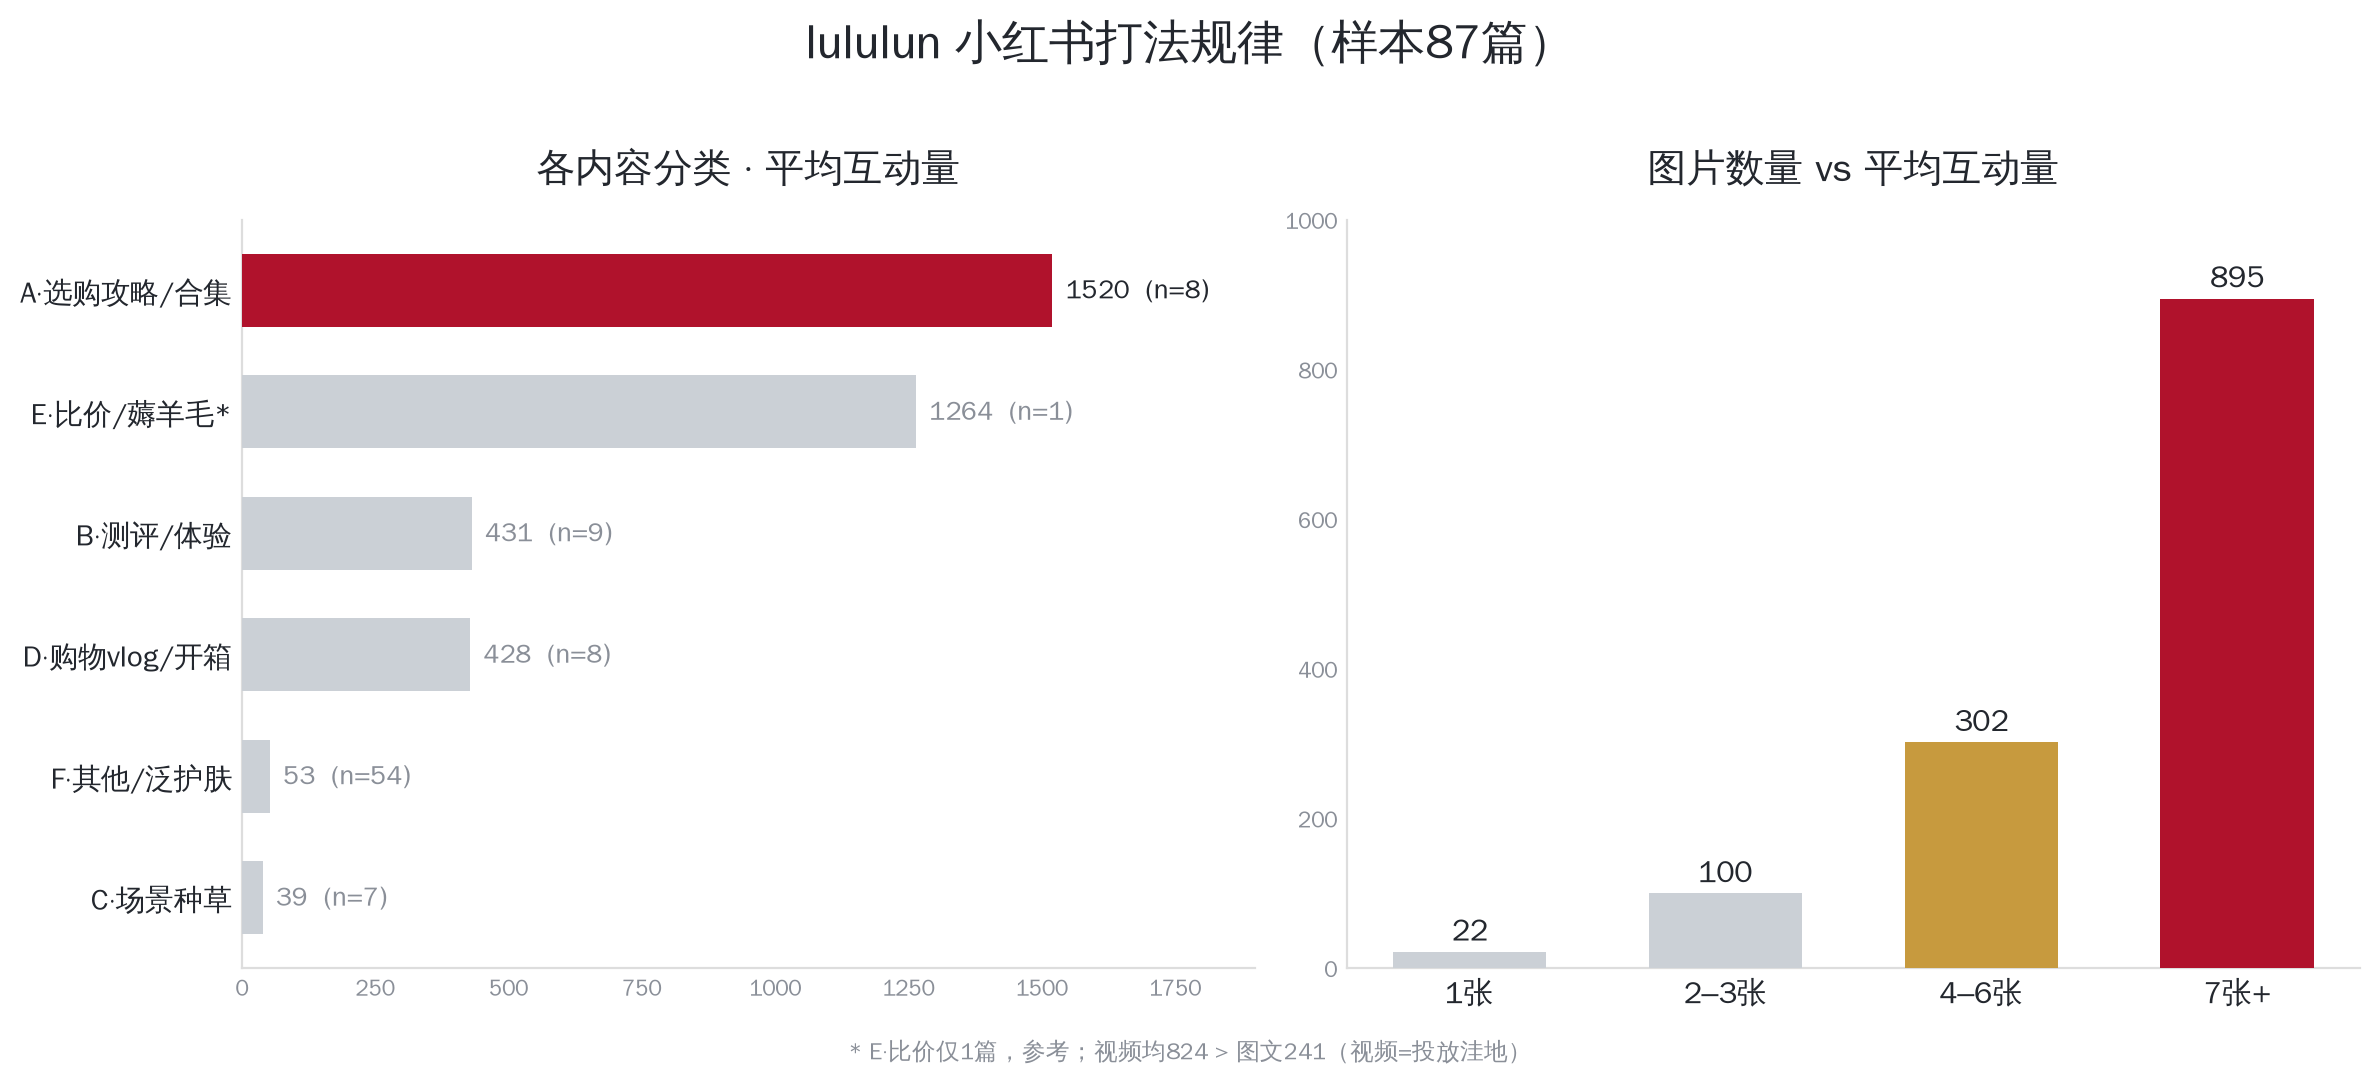 lululun 小红书打法规律（样本87篇）
各内容分类 · 平均互动量
A·选购攻略/合集
1520 (n=8)
E·比价/薅羊毛*
1264 (n=1)
B·测评/体验
431 (n=9)
D·购物vlog/开箱
428 (n=8)
F·其他/泛护肤
53 (n=54)
C·场景种草
39 (n=7)
0 250 500 750 1000 1250 1500 1750
图片数量 vs 平均互动量
1000
800
600
400
200
0
22
100
302
895
1张 2–3张 4–6张 7张+
* E·比价仅1篇，参考；视频均824 > 图文241（视频=投放洼地）